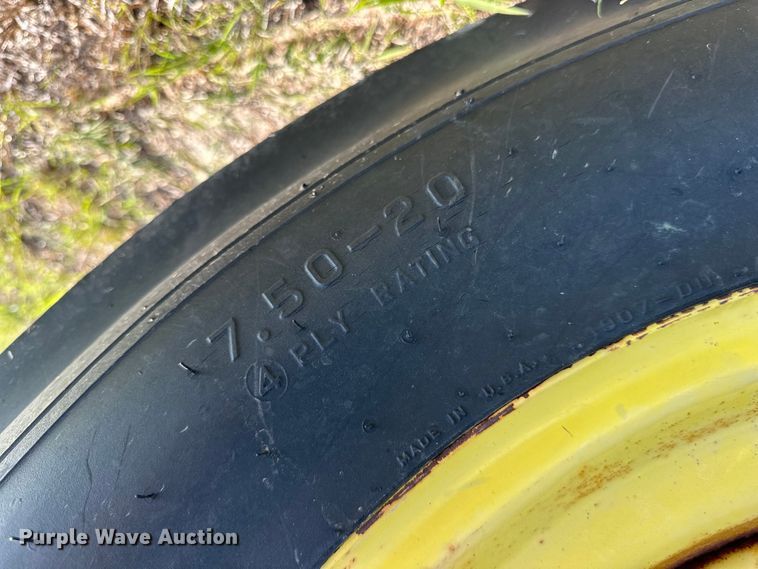 7.50-20
4 PLY RATING
MADE IN U.S.A.
Purple Wave Auction